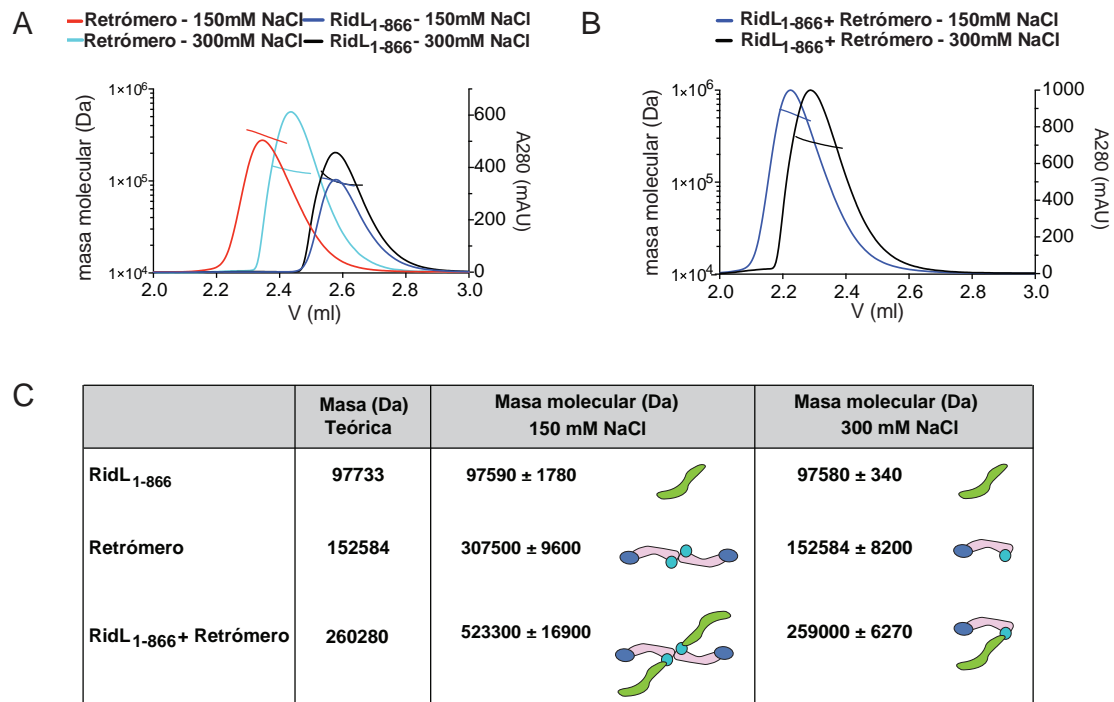 A
Retrómero - 150mM NaCl
RidL1-866 - 150mM NaCl
Retrómero - 300mM NaCl
RidL1-866 - 300mM NaCl
masa molecular (Da)
1×10^6
1×10^5
1×10^4
600
400
200
0
A280 (mAU)
2.0 2.2 2.4 2.6 2.8 3.0
V (ml)
B
RidL1-866 + Retrómero - 150mM NaCl
RidL1-866 + Retrómero - 300mM NaCl
masa molecular (Da)
1×10^6
1×10^5
1×10^4
1000
800
600
400
200
0
A280 (mAU)
2.0 2.2 2.4 2.6 2.8 3.0
V (ml)
C
Masa (Da)
Teórica
Masa molecular (Da)
150 mM NaCl
Masa molecular (Da)
300 mM NaCl
RidL1-866 97733 97590 ± 1780 97580 ± 340
Retrómero 152584 307500 ± 9600 152584 ± 8200
RidL1-866 + Retrómero 260280 523300 ± 16900 259000 ± 6270